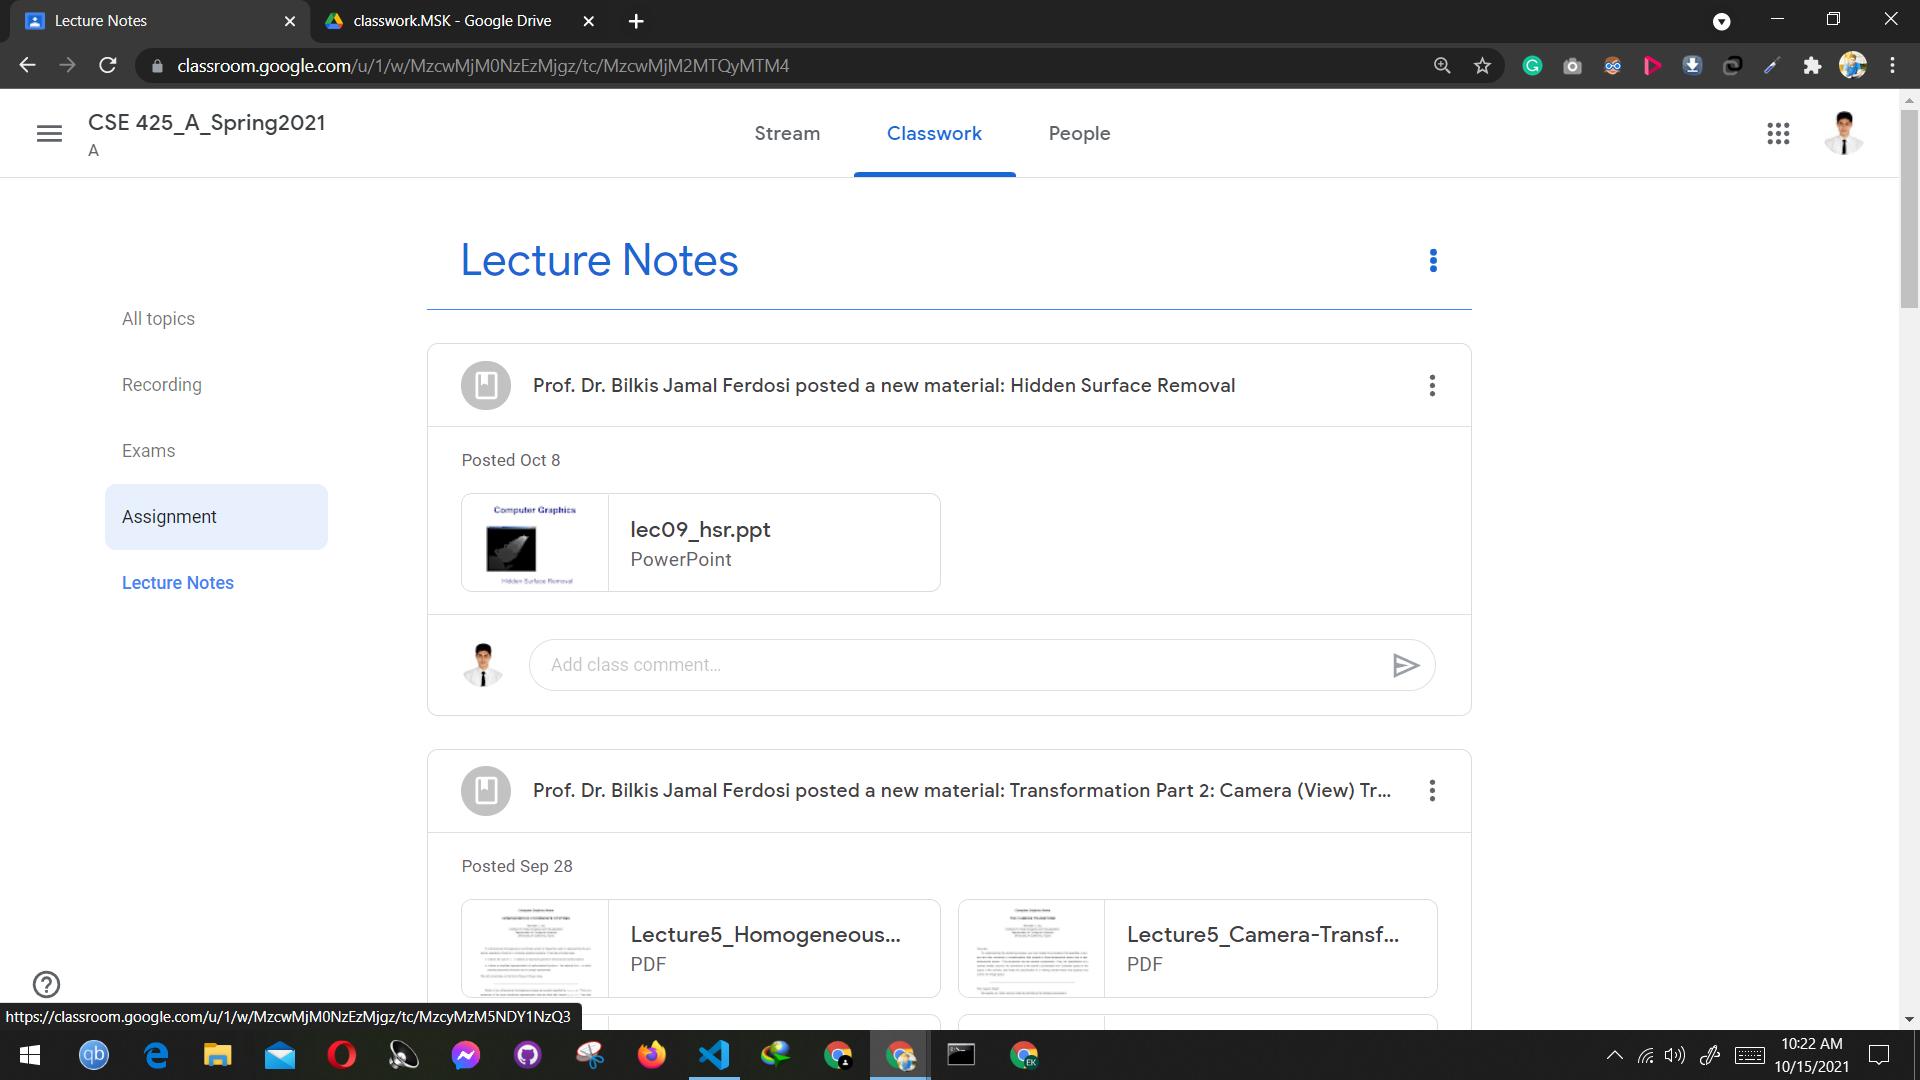 Lecture Notes
classwork.MSK - Google Drive
classroom.google.com/u/1/w/MzcwMjM0NzEzMjgz/tc/MzcwMjM2MTQyMTM4
CSE 425_A_Spring2021
A
Stream
Classwork
People
Lecture Notes
All topics
Recording
Exams
Assignment
Lecture Notes
Prof. Dr. Bilkis Jamal Ferdosi posted a new material: Hidden Surface Removal
Posted Oct 8
Computer Graphics
Hidden Surface Removal
lec09_hsr.ppt
PowerPoint
Add class comment...
Prof. Dr. Bilkis Jamal Ferdosi posted a new material: Transformation Part 2: Camera (View) Tr...
Posted Sep 28
Lecture5_Homogeneous...
PDF
Lecture5_Camera-Transf...
PDF
https://classroom.google.com/u/1/w/MzcwMjM0NzEzMjgz/tc/MzcyMzM5NDY1NzQ3
qb
EK
10:22 AM
10/15/2021